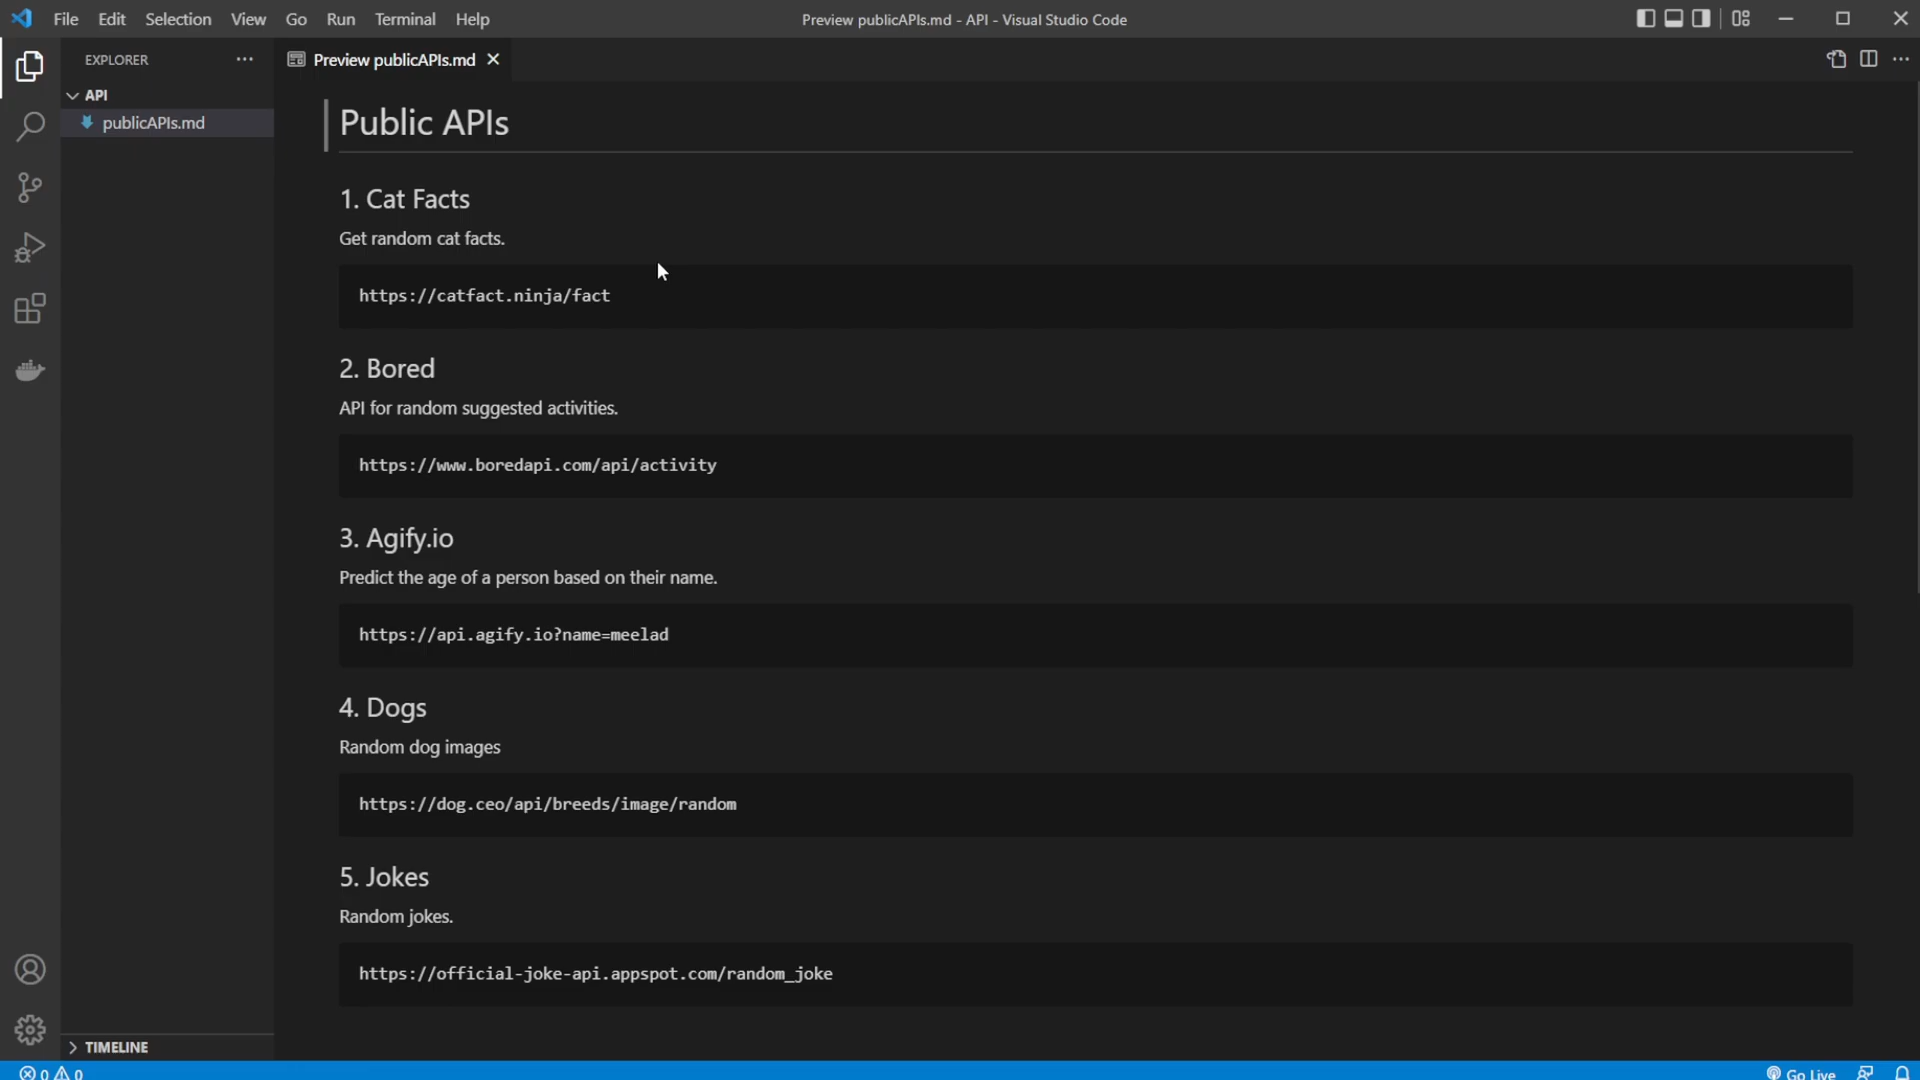 File Edit Selection View Go Run Terminal Help
Preview publicAPIs.md - API - Visual Studio Code
EXPLORER
Preview publicAPIs.md
API
publicAPIs.md
Public APIs
1. Cat Facts
Get random cat facts.
https://catfact.ninja/fact
2. Bored
API for random suggested activities.
https://www.boredapi.com/api/activity
3. Agify.io
Predict the age of a person based on their name.
https://api.agify.io?name=meelad
4. Dogs
Random dog images
https://dog.ceo/api/breeds/image/random
5. Jokes
Random jokes.
https://official-joke-api.appspot.com/random_joke
TIMELINE
0 0
Go Live